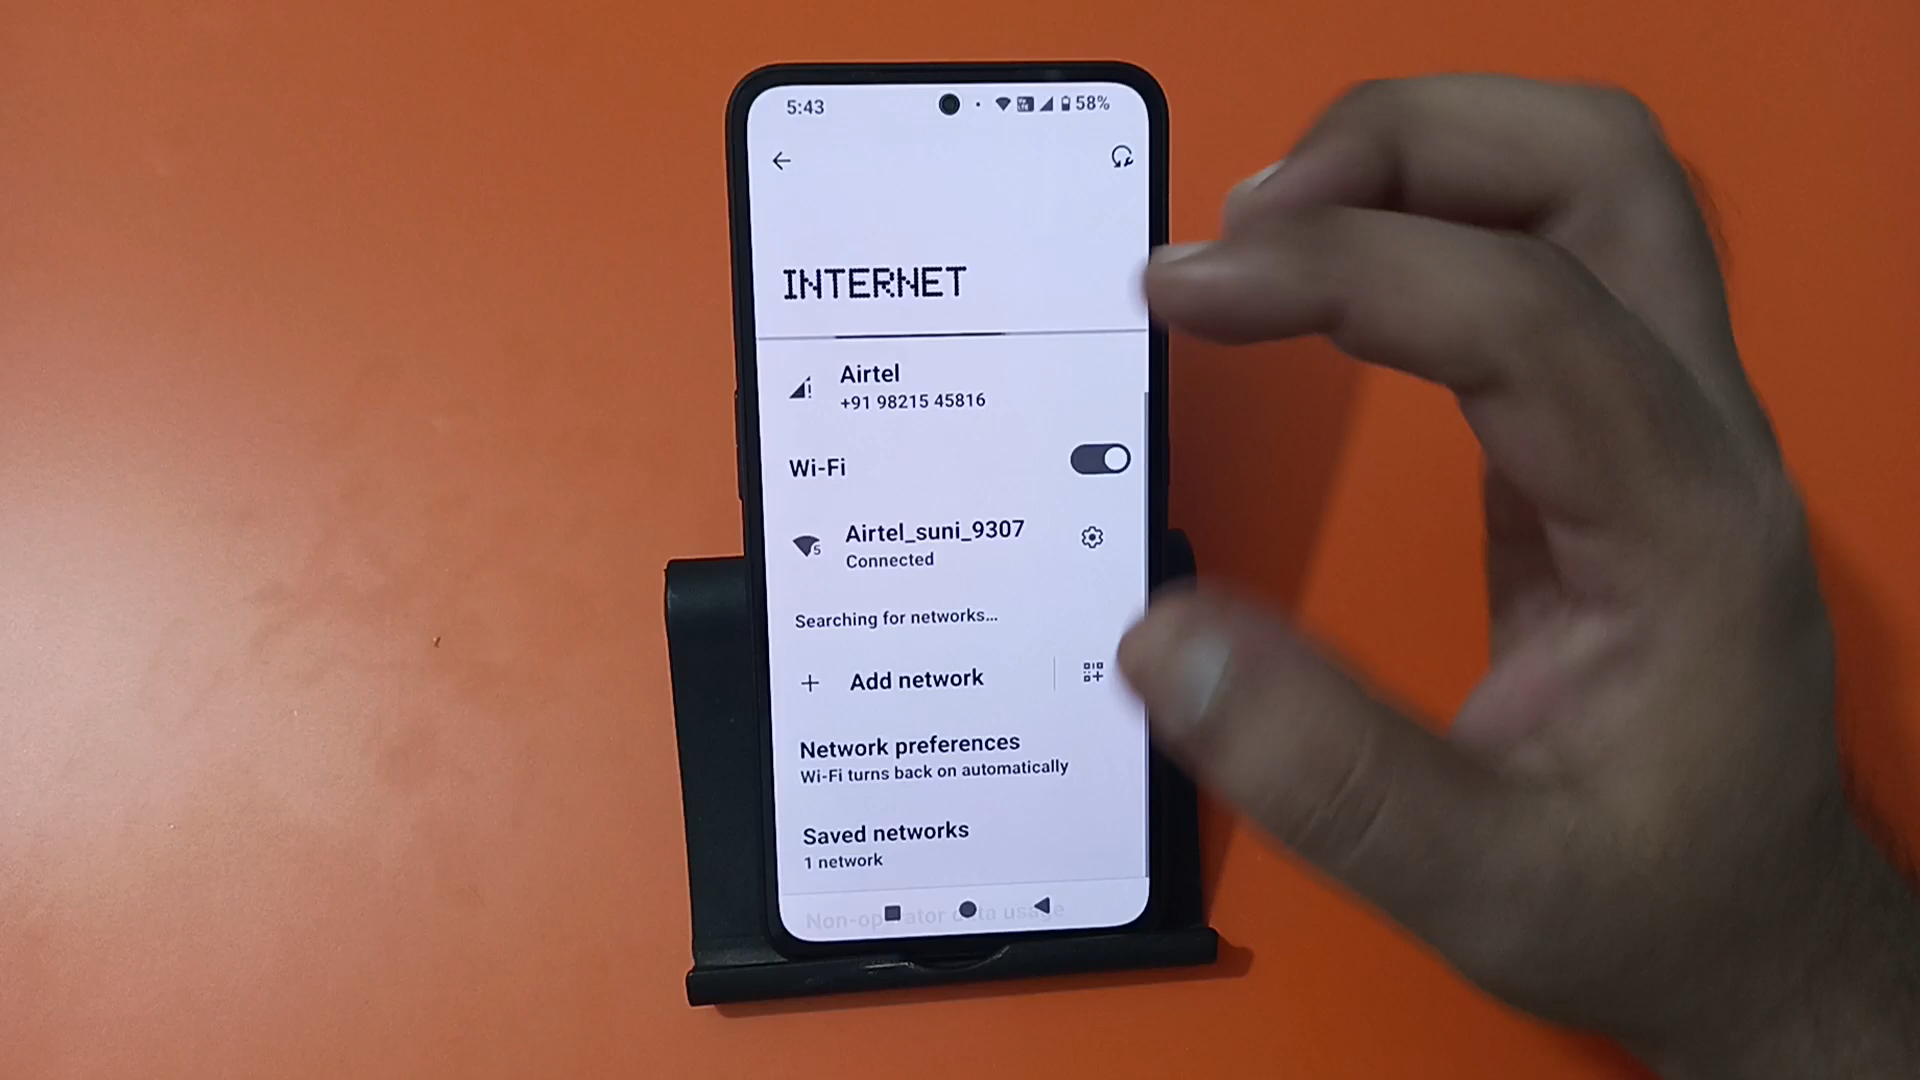 5:43
58%
INTERNET
Airtel
+91 98215 45816
Wi-Fi
5
Airtel_suni_9307
Connected
Searching for networks...
Add network
Network preferences
Wi-Fi turns back on automatically
Saved networks
1 network
Non-operator data usage